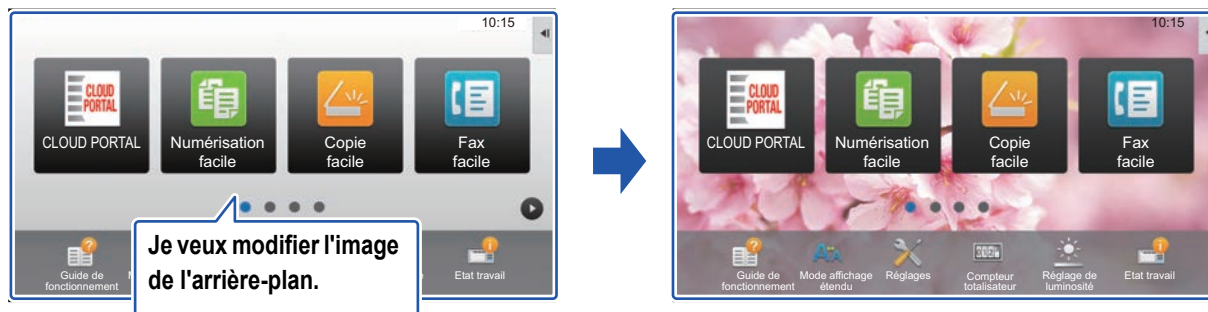 10:15
CLOUD
PORTAL
CLOUD PORTAL
Numérisation
facile
Copie
facile
Fax
facile
Je veux modifier l'image
de l'arrière-plan.
Guide de
fonctionnement
Etat travail
10:15
CLOUD
PORTAL
CLOUD PORTAL
Numérisation
facile
Copie
facile
Fax
facile
Guide de
fonctionnement
Mode affichage
étendu
Réglages
Compteur
totalisateur
Réglage de
luminosité
Etat travail